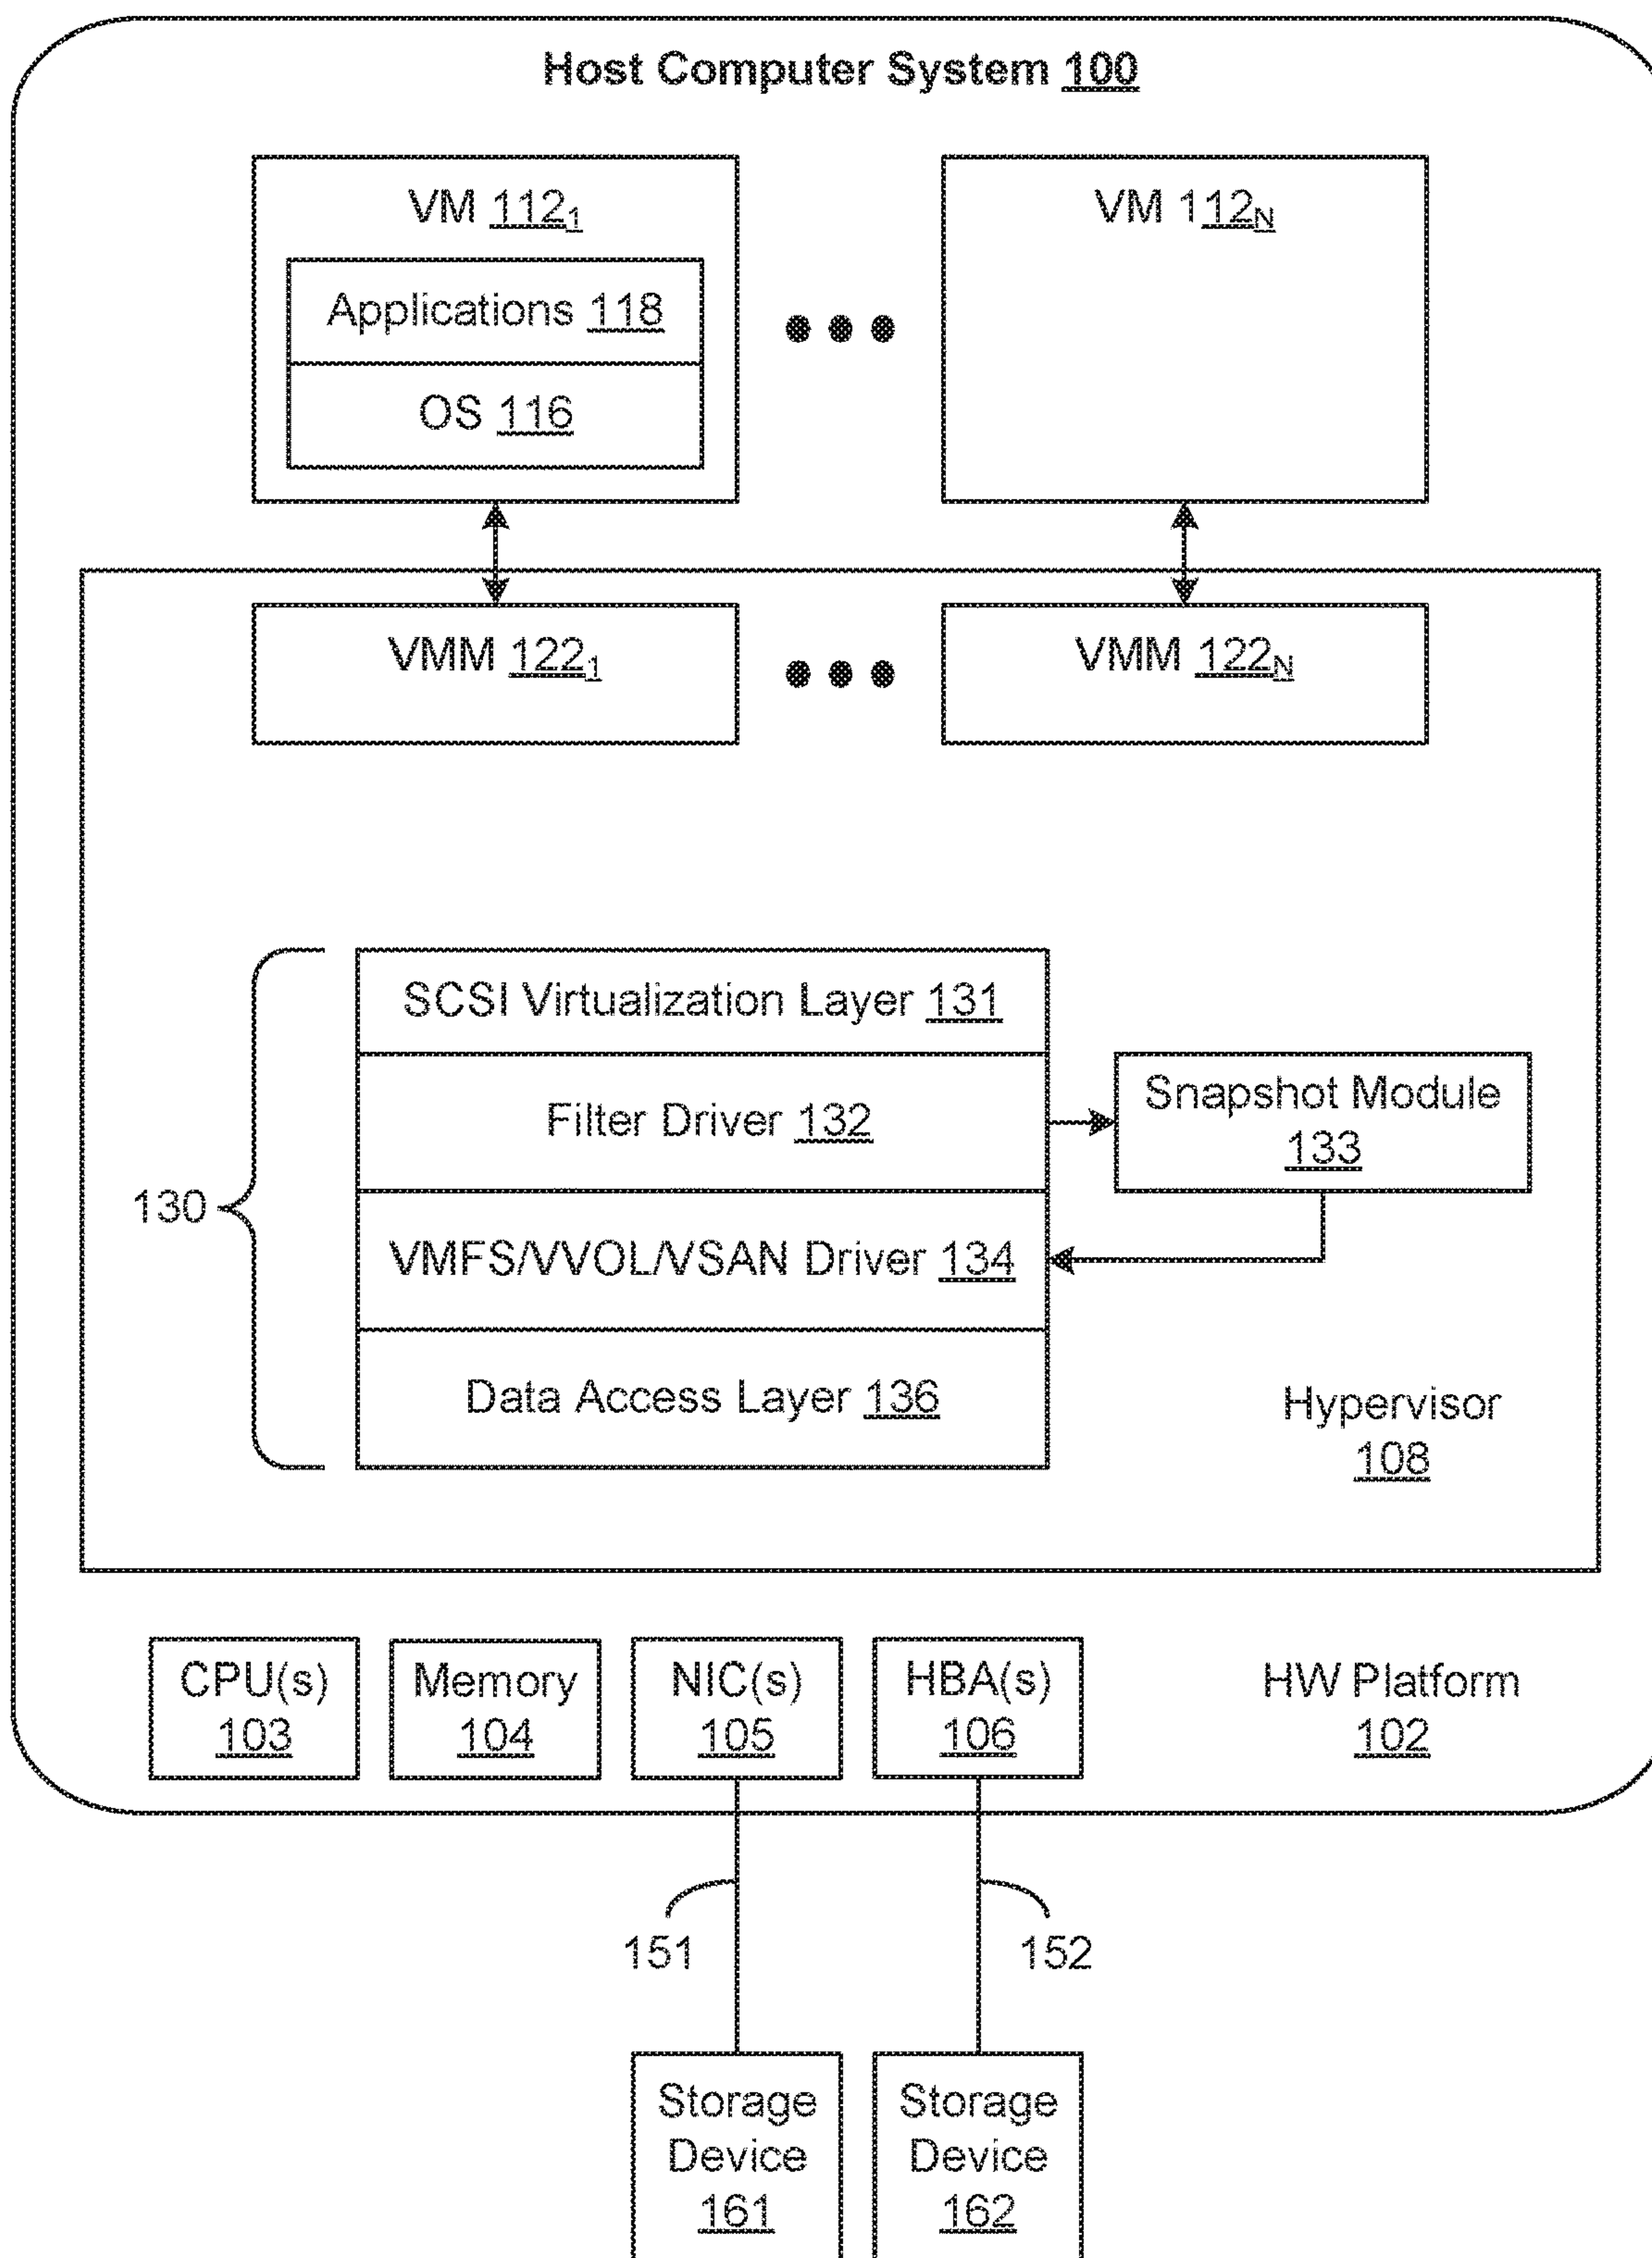 Host Computer System 100
VM 112₁
VM 112N
Applications 118
OS 116
VMM 122₁
VMM 122N
SCSI Virtualization Layer 131
Filter Driver 132
Snapshot Module
133
130
VMFS/VVOL/VSAN Driver 134
Data Access Layer 136
Hypervisor
108
CPU(s)
103
Memory
104
NIC(s)
105
HBA(s)
106
HW Platform
102
151
152
Storage
Device
161
Storage
Device
162